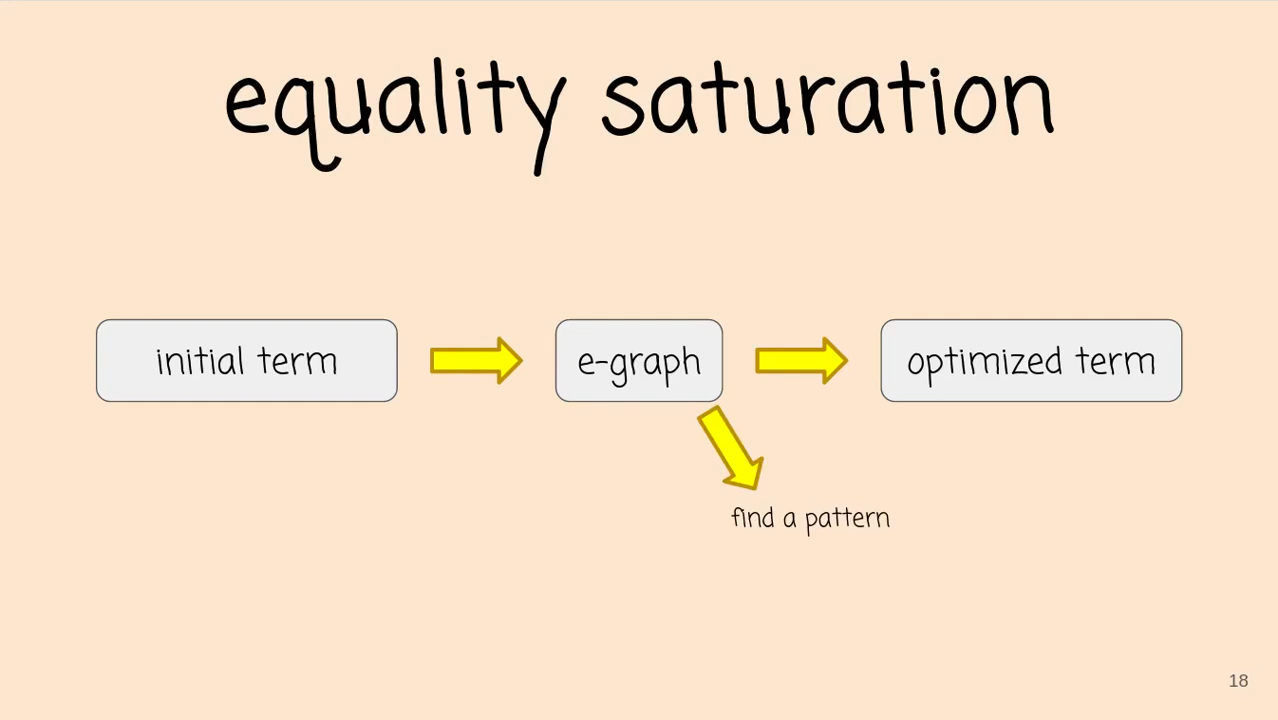 equality saturation
initial term
e-graph
optimized term
find a pattern
18